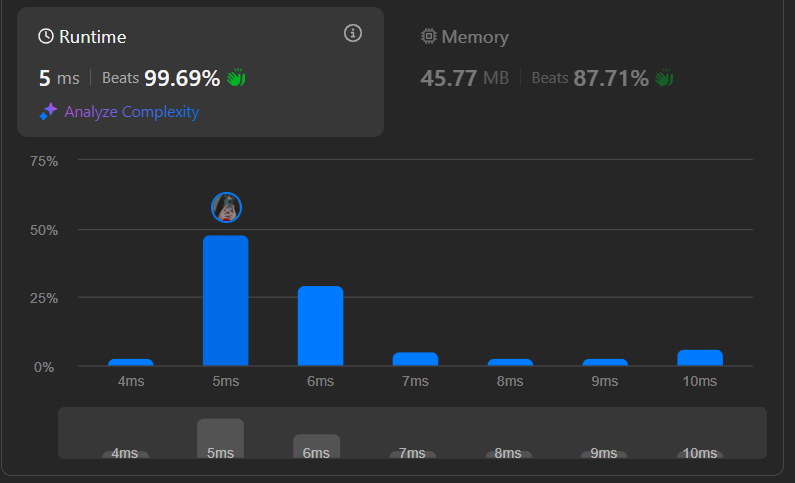 Runtime
5 ms | Beats 99.69%
Analyze Complexity
Memory
45.77 MB | Beats 87.71%
75%
50%
25%
0%
4ms 5ms 6ms 7ms 8ms 9ms 10ms
4ms 5ms 6ms 7ms 8ms 9ms 10ms